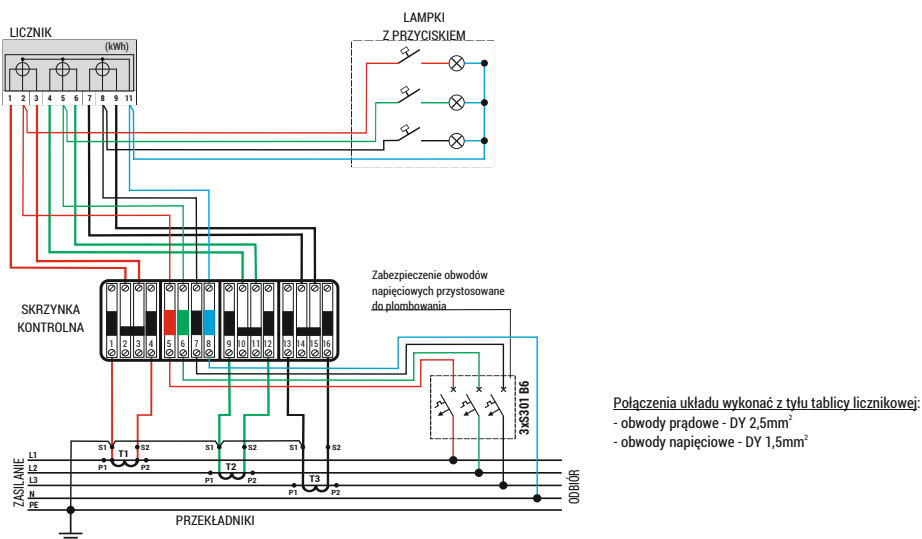 LAMPKI
Z PRZYCISKIEM
LICZNIK
(kWh)
1 2 3 4 5 6 7 8 9 11
Zabezpieczenie obwodów
napięciowych przystosowane
do plombowania
SKRZYNKA
KONTROLNA
1 2 3 4 5 6 7 8 9 10 11 12 13 14 15 16
3xS301 B6
Połączenia układu wykonać z tyłu tablicy licznikowej:
- obwody prądowe - DY 2,5mm²
- obwody napięciowe - DY 1,5mm²
S1 S2 S1 S2 S1 S2
T1
T2
T3
P1 P2
P1 P2
P1 P2
ZASILANIE
L1
L2
L3
N
PE
ODBIÓR
PRZEKŁADNIKI